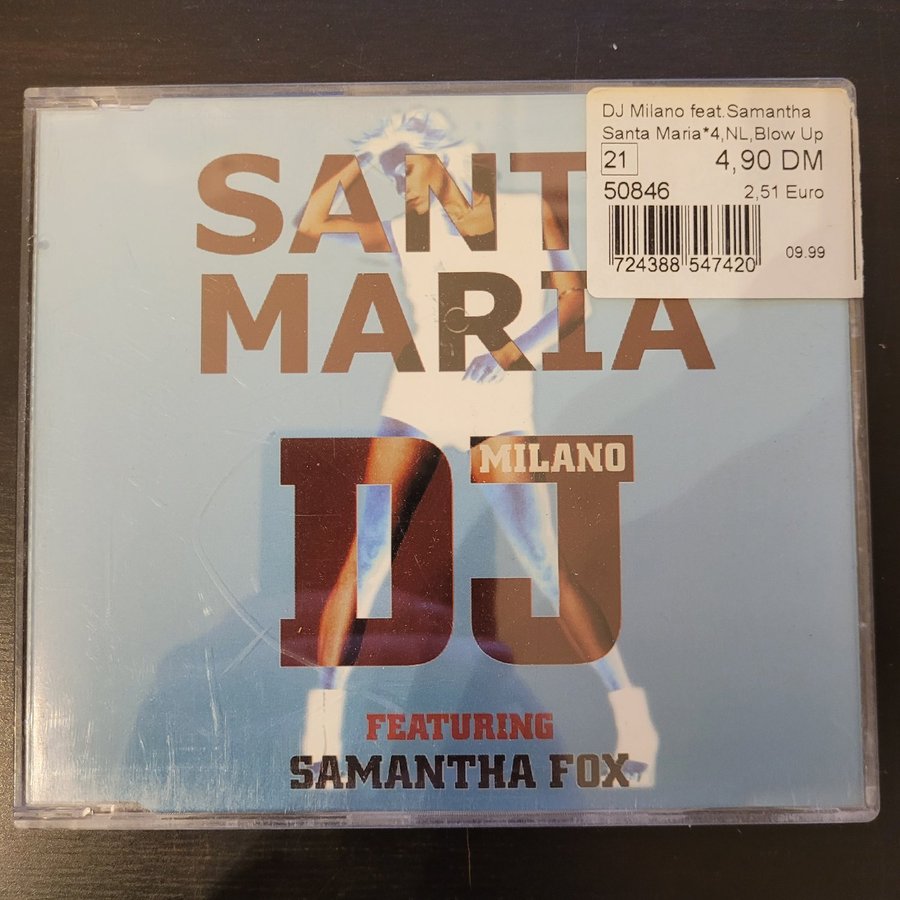 SANT
MARIA
DJ
MILANO
FEATURING
SAMANTHA FOX
DJ Milano feat.Samantha
Santa Maria*4,NL,Blow Up
21 4,90 DM
50846 2,51 Euro
724388 547420 09.99